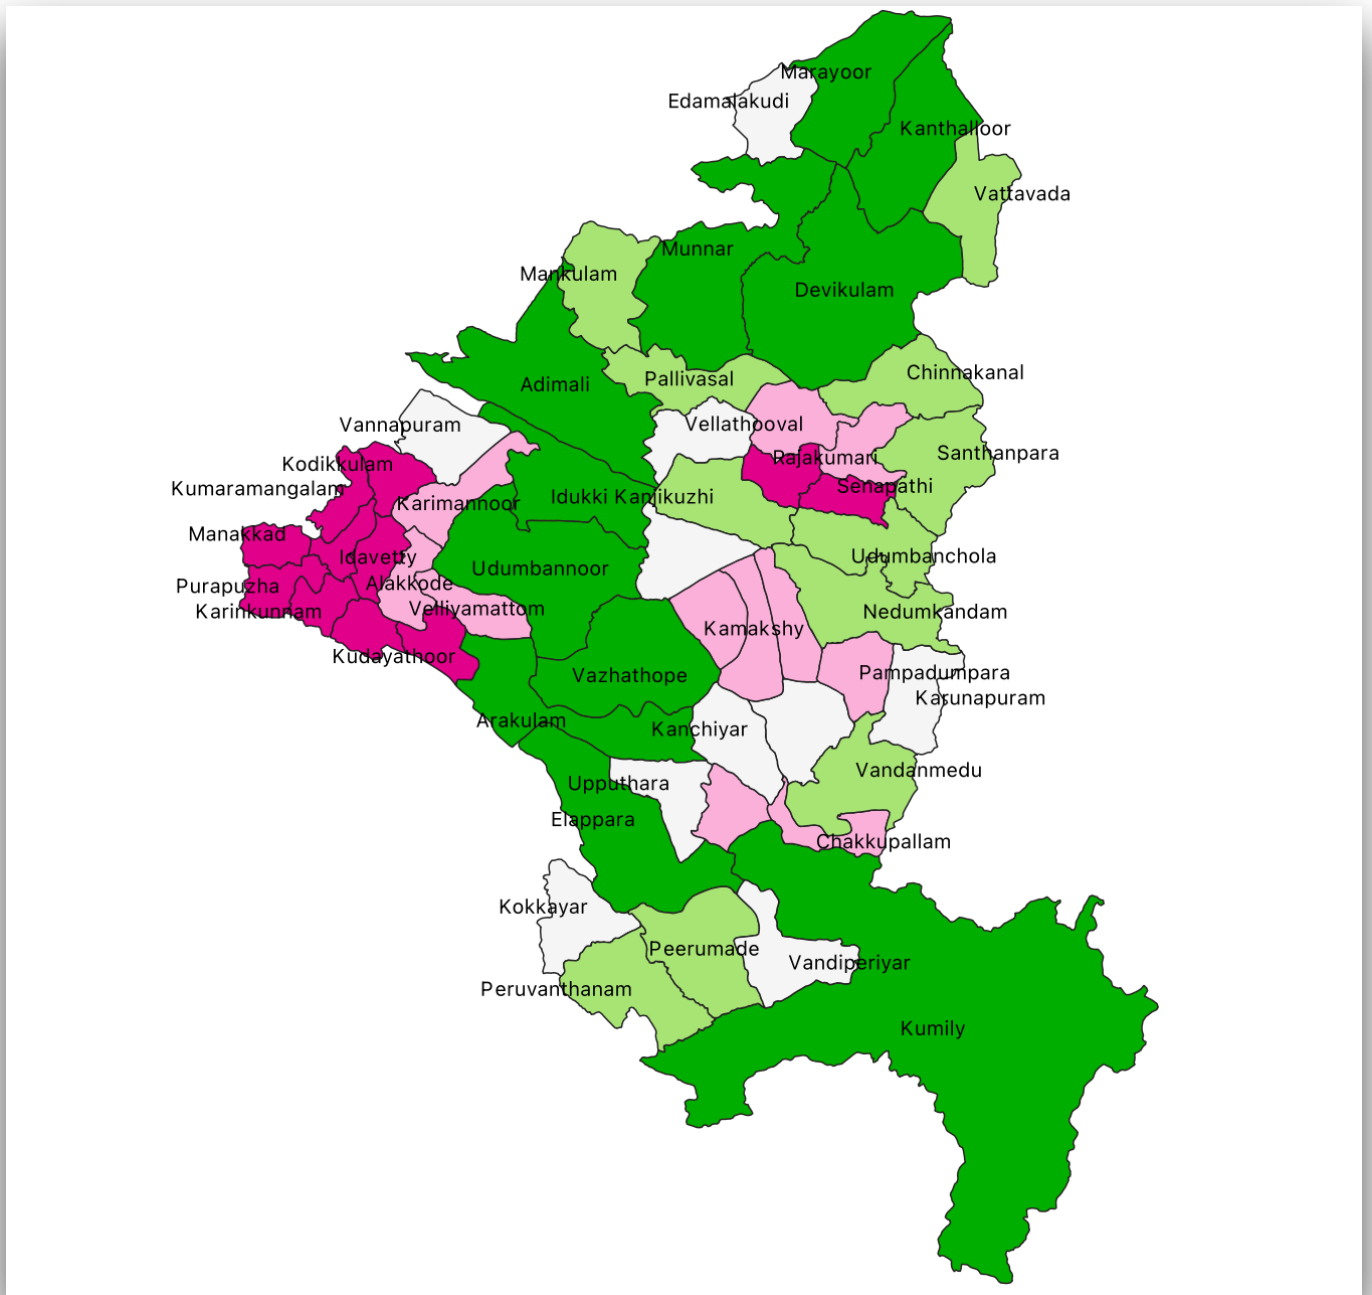 Marayoor
Edamalakudi
Kanthalloor
Vattavada
Munnar
Mankulam
Devikulam
Chinnakanal
Pallivasal
Adimali
Vannapuram
Vellathooval
Santhanpara
Rajakumari
Kodikkulam
Senapathi
Kumaramangalam
Idukki Kanjikuzhi
Karimannoor
Manakkad
Idavetty
Udumbanchola
Udumbannoor
Alakkode
Purapuzha
Velliyamattom
Karinkunnam
Nedumkandam
Kamakshy
Kudayathoor
Pampadumpara
Vazhathope
Karunapuram
Arakulam
Kanchiyar
Vandanmedu
Upputhara
Elappara
Chakkupallam
Kokkayar
Peerumade
Vandiperiyar
Peruvanthanam
Kumily